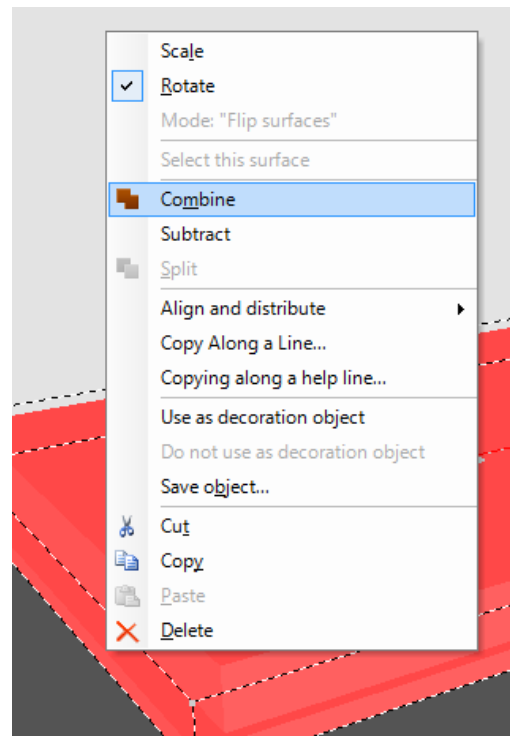 Scale
Rotate
Mode: "Flip surfaces"
Select this surface
Combine
Subtract
Split
Align and distribute
Copy Along a Line...
Copying along a help line...
Use as decoration object
Do not use as decoration object
Save object...
Cut
Copy
Paste
Delete